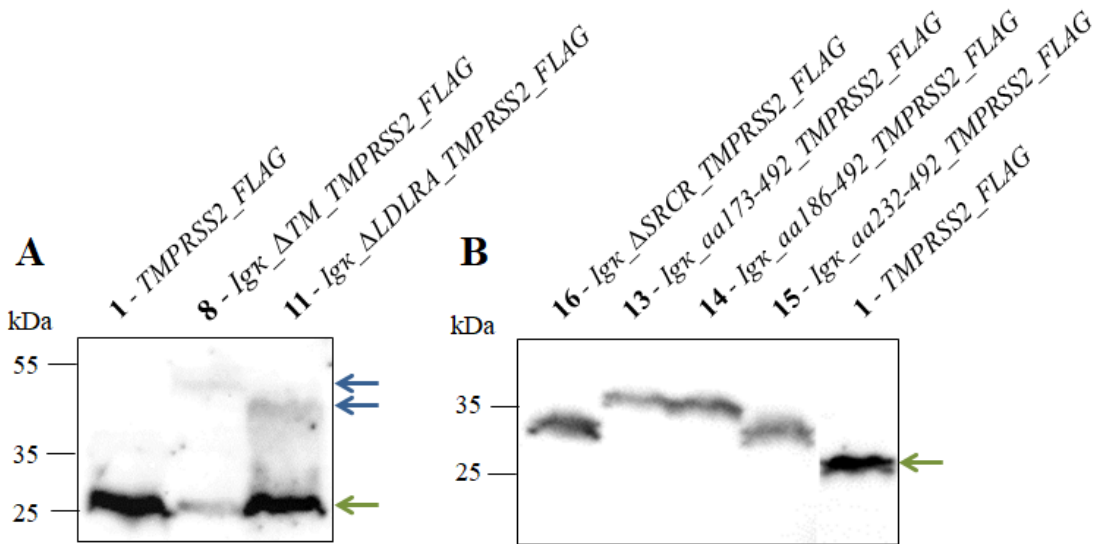 A
1 - TMPRSS2_FLAG
8 - Igκ_ΔTM_TMPRSS2_FLAG
11 - Igκ_ΔLDLRA_TMPRSS2_FLAG
kDa
55
35
25
B
16 - Igκ_ΔSRCR_TMPRSS2_FLAG
13 - Igκ_aa173-492_TMPRSS2_FLAG
14 - Igκ_aa186-492_TMPRSS2_FLAG
15 - Igκ_aa232-492_TMPRSS2_FLAG
1 - TMPRSS2_FLAG
kDa
35
25